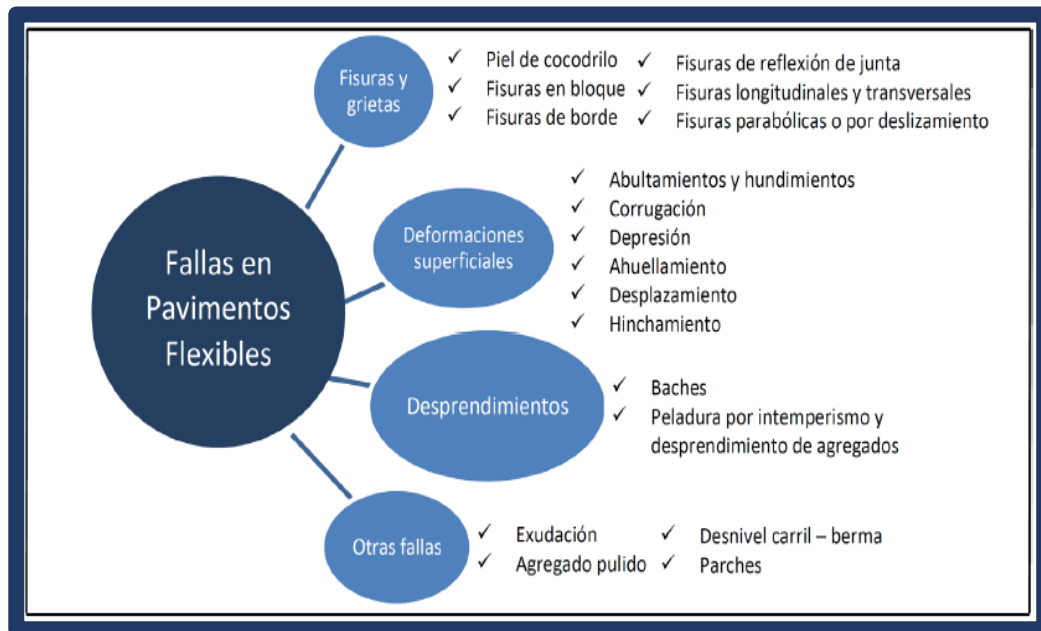 Fallas en
Pavimentos
Flexibles
Fisuras y
grietas
✓ Piel de cocodrilo
✓ Fisuras en bloque
✓ Fisuras de borde
✓ Fisuras de reflexión de junta
✓ Fisuras longitudinales y transversales
✓ Fisuras parabólicas o por deslizamiento
Deformaciones
superficiales
✓ Abultamientos y hundimientos
✓ Corrugación
✓ Depresión
✓ Ahuellamiento
✓ Desplazamiento
✓ Hinchamiento
Desprendimientos
✓ Baches
✓ Peladura por intemperismo y
desprendimiento de agregados
Otras fallas
✓ Exudación
✓ Agregado pulido
✓ Desnivel carril – berma
✓ Parches